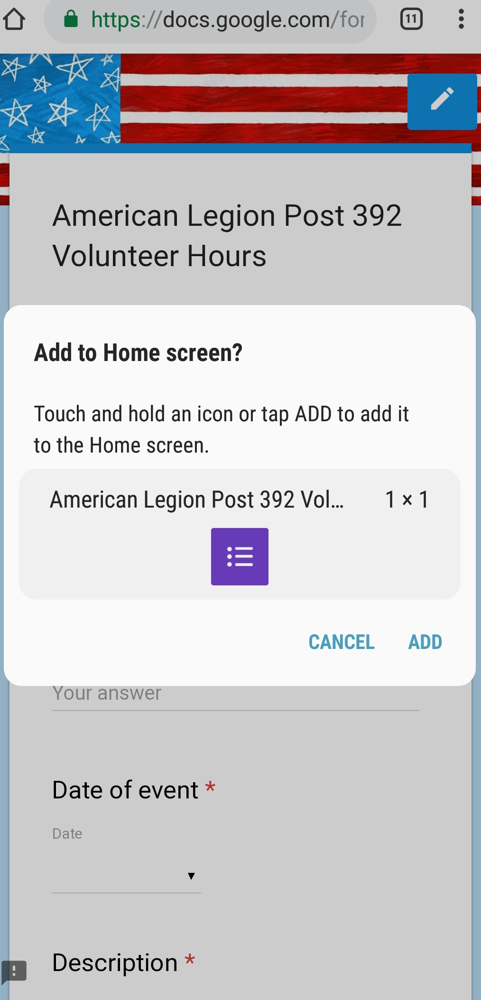 https://docs.google.com/for
11
American Legion Post 392
Volunteer Hours
Add to Home screen?
Touch and hold an icon or tap ADD to add it
to the Home screen.
American Legion Post 392 Vol... 1 × 1
CANCEL ADD
Your answer
Date of event *
Date
Description *